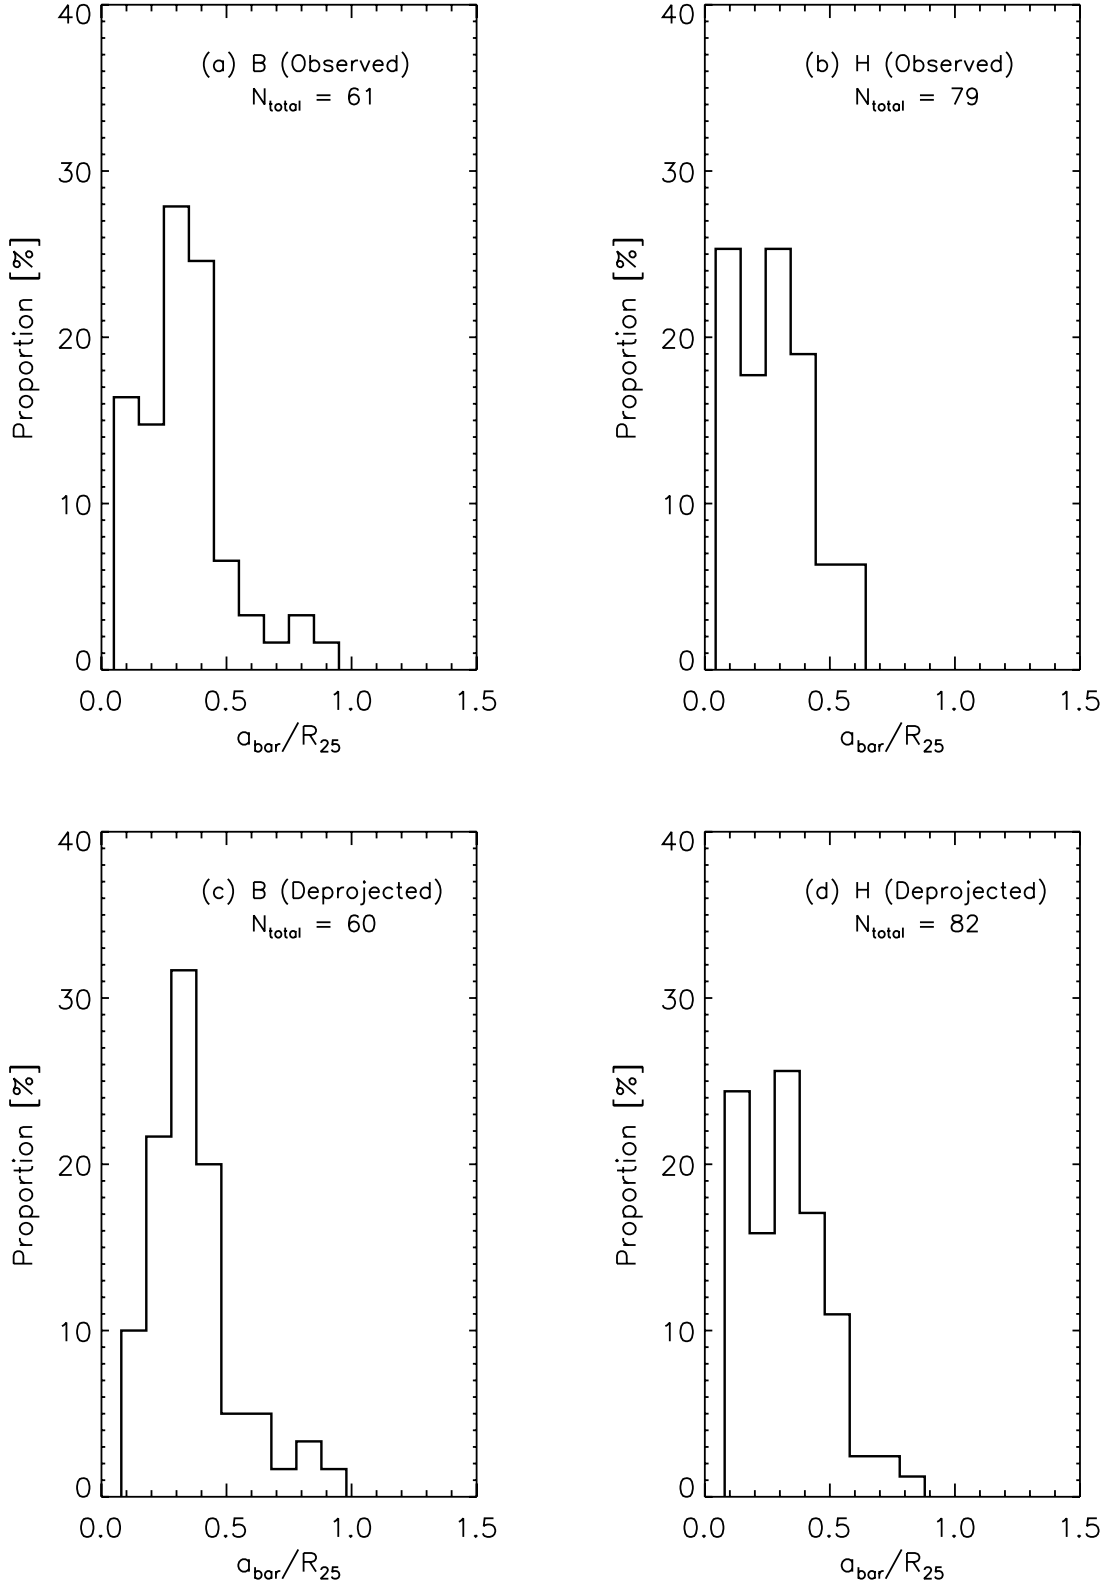 (a) B (Observed)
N_total = 61
40
30
20
10
0
Proportion [%]
0.0 0.5 1.0 1.5
a_bar/R_25
(b) H (Observed)
N_total = 79
40
30
20
10
0
Proportion [%]
0.0 0.5 1.0 1.5
a_bar/R_25
(c) B (Deprojected)
N_total = 60
40
30
20
10
0
Proportion [%]
0.0 0.5 1.0 1.5
a_bar/R_25
(d) H (Deprojected)
N_total = 82
40
30
20
10
0
Proportion [%]
0.0 0.5 1.0 1.5
a_bar/R_25